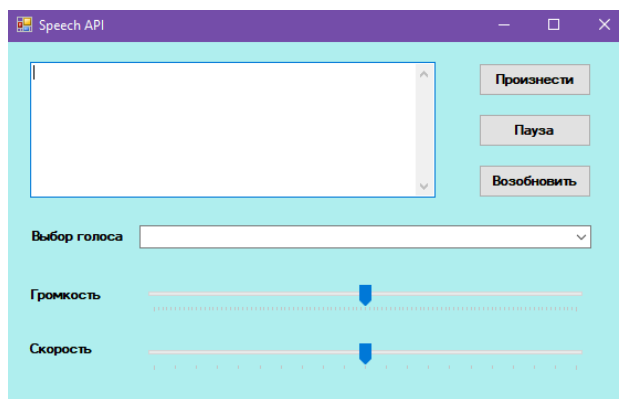 Speech API
Произнести
Пауза
Возобновить
Выбор голоса
Громкость
Скорость